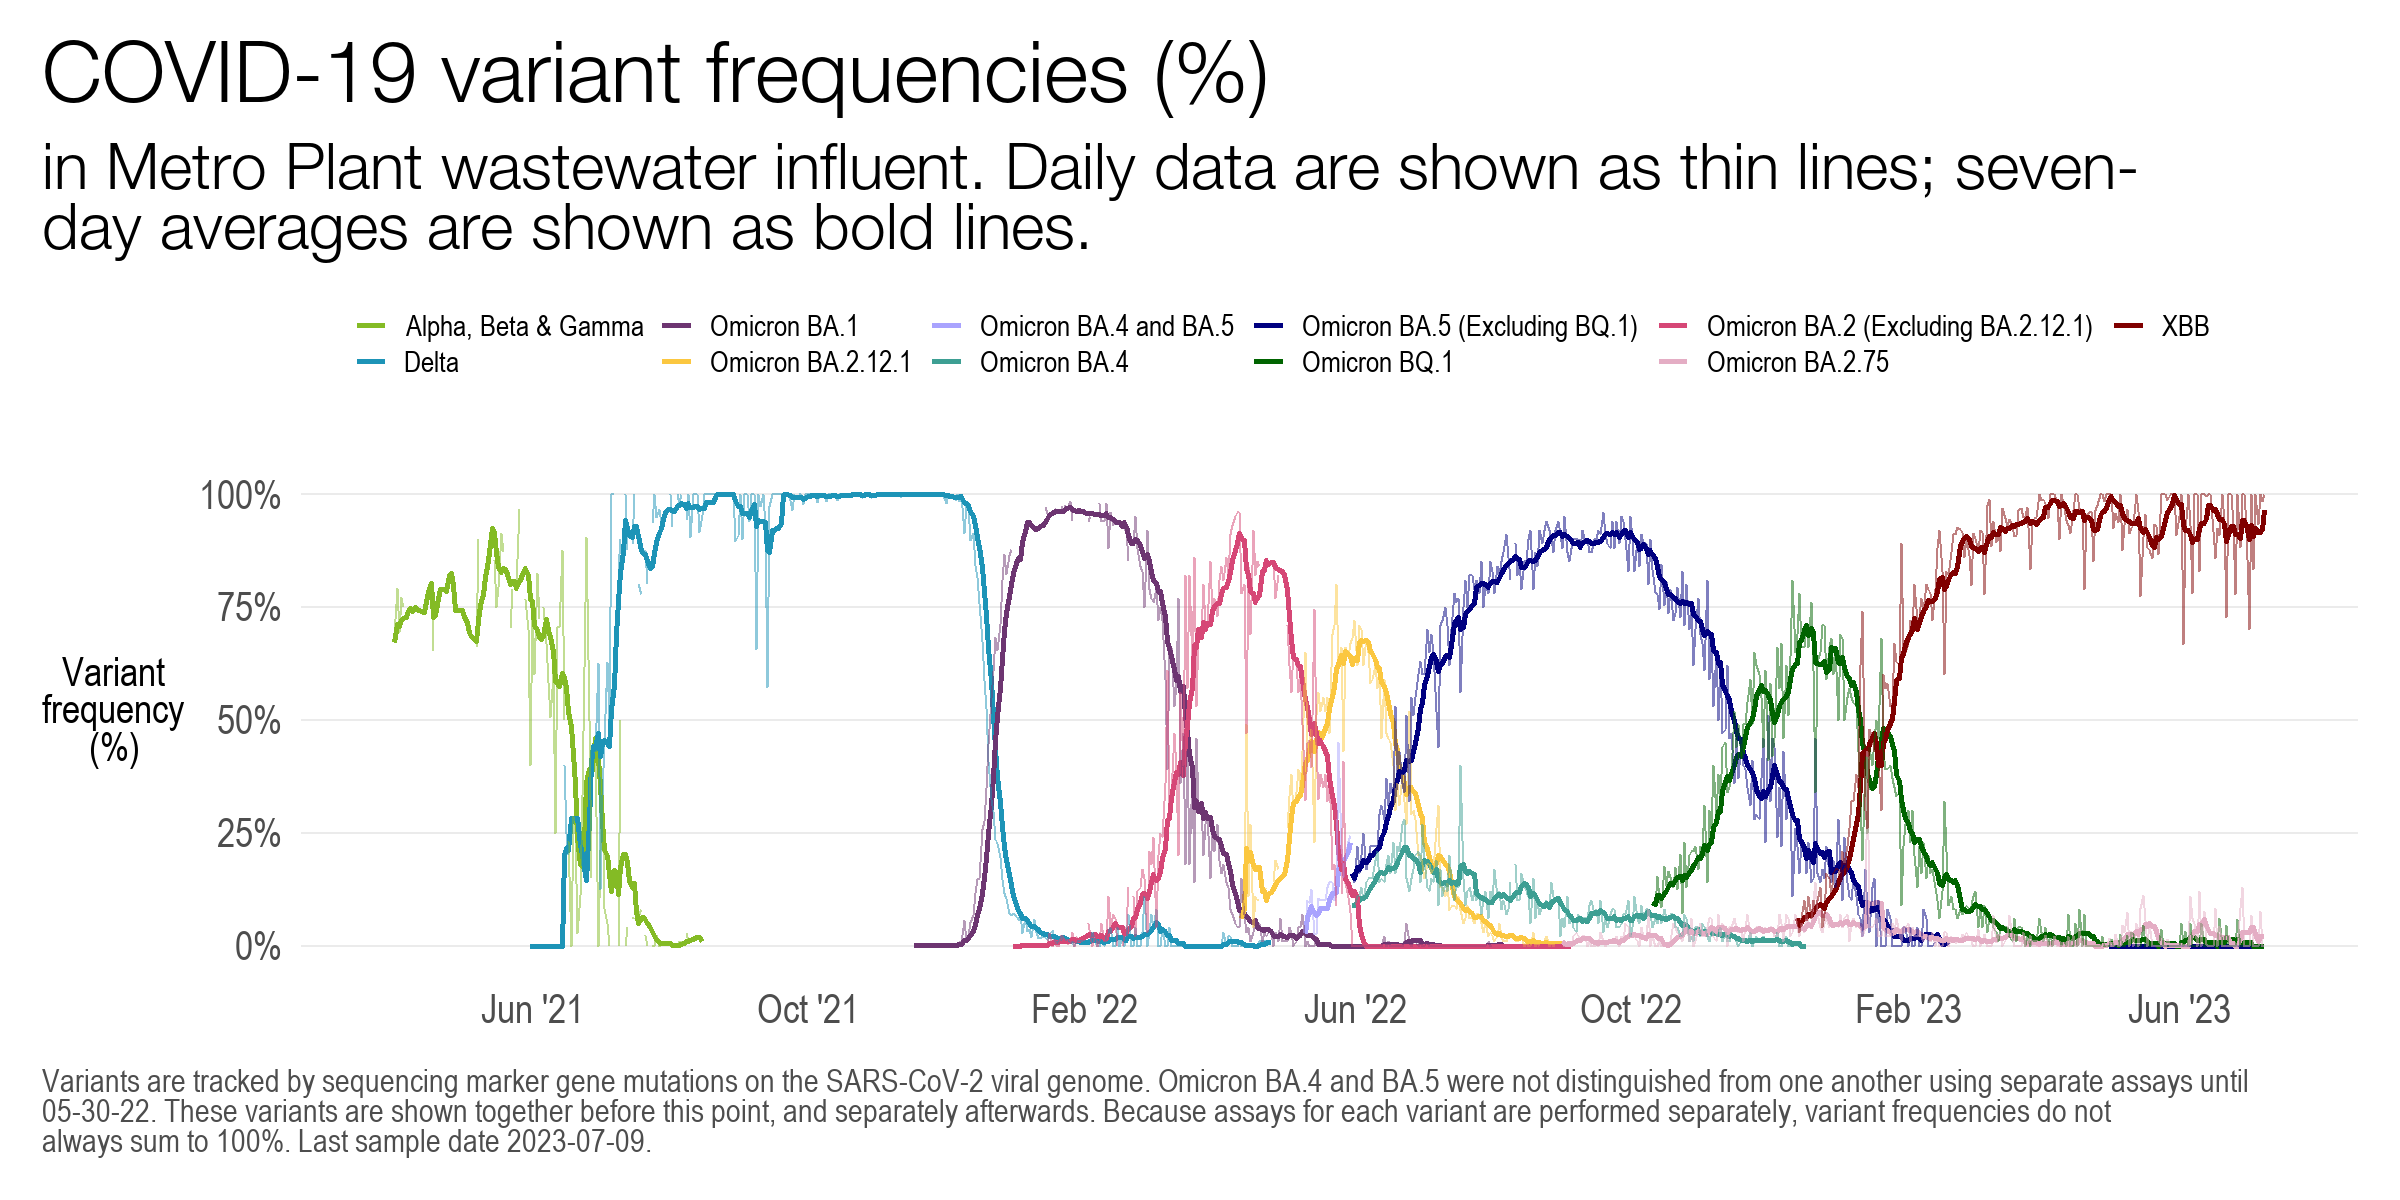 COVID-19 variant frequencies (%)
in Metro Plant wastewater influent. Daily data are shown as thin lines; seven-
day averages are shown as bold lines.
Alpha, Beta & Gamma
Omicron BA.1
Omicron BA.4 and BA.5
Omicron BA.5 (Excluding BQ.1)
Omicron BA.2 (Excluding BA.2.12.1)
XBB
Delta
Omicron BA.2.12.1
Omicron BA.4
Omicron BQ.1
Omicron BA.2.75
100%
75%
50%
25%
0%
Variant
frequency
(%)
Jun '21
Oct '21
Feb '22
Jun '22
Oct '22
Feb '23
Jun '23
Variants are tracked by sequencing marker gene mutations on the SARS-CoV-2 viral genome. Omicron BA.4 and BA.5 were not distinguished from one another using separate assays until
05-30-22. These variants are shown together before this point, and separately afterwards. Because assays for each variant are performed separately, variant frequencies do not
always sum to 100%. Last sample date 2023-07-09.